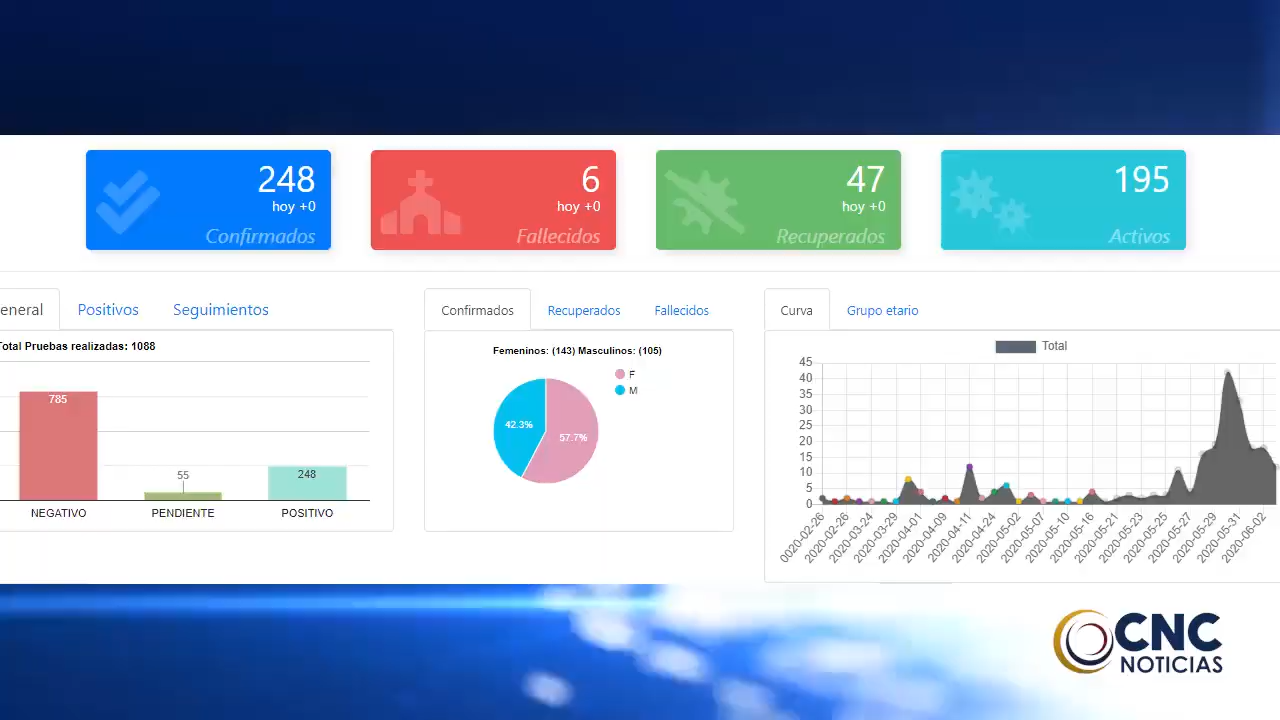 248
hoy +0
Confirmados
6
hoy +0
Fallecidos
47
hoy +0
Recuperados
195
Activos
eneral
Positivos
Seguimientos
Total Pruebas realizadas: 1088
785
55
248
NEGATIVO
PENDIENTE
POSITIVO
Confirmados
Recuperados
Fallecidos
Femeninos: (143) Masculinos: (105)
F
M
42.3%
57.7%
Curva
Grupo etario
Total
45
40
35
30
25
20
15
10
5
0
0020-02-26
2020-02-26
2020-03-24
2020-03-29
2020-04-01
2020-04-09
2020-04-11
2020-04-24
2020-05-02
2020-05-07
2020-05-10
2020-05-16
2020-05-21
2020-05-23
2020-05-25
2020-05-27
2020-05-29
2020-05-31
2020-06-02
CNC
NOTICIAS